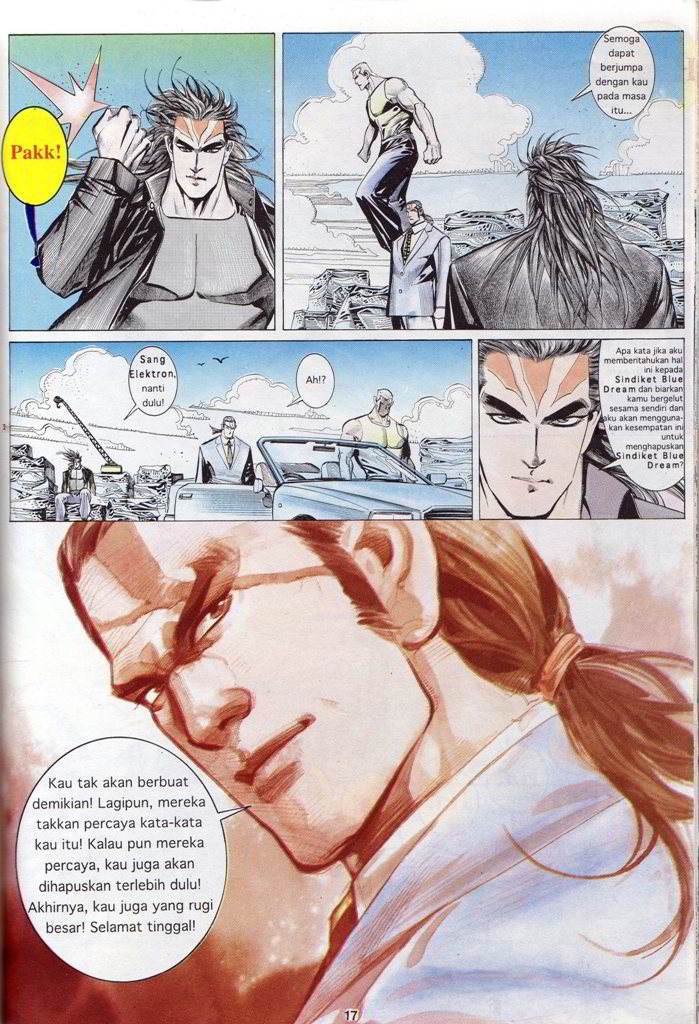 Pakk!
Semoga
dapat
berjumpa
dengan kau
pada masa
itu...
Sang
Elektron,
nanti
dulu!
Ah!?
Apa kata jika aku
memberitahukan hal
ini kepada
Sindiket Blue
Dream dan biarkan
kamu bergelut
sesama sendiri dan
aku akan mengguna-
kan kesempatan ini
untuk
menghapuskan
Sindiket Blue
Dream?
Kau tak akan berbuat
demikian! Lagipun, mereka
takkan percaya kata-kata
kau itu! Kalau pun mereka
percaya, kau juga akan
dihapuskan terlebih dulu!
Akhirnya, kau juga yang rugi
besar! Selamat tinggal!
17